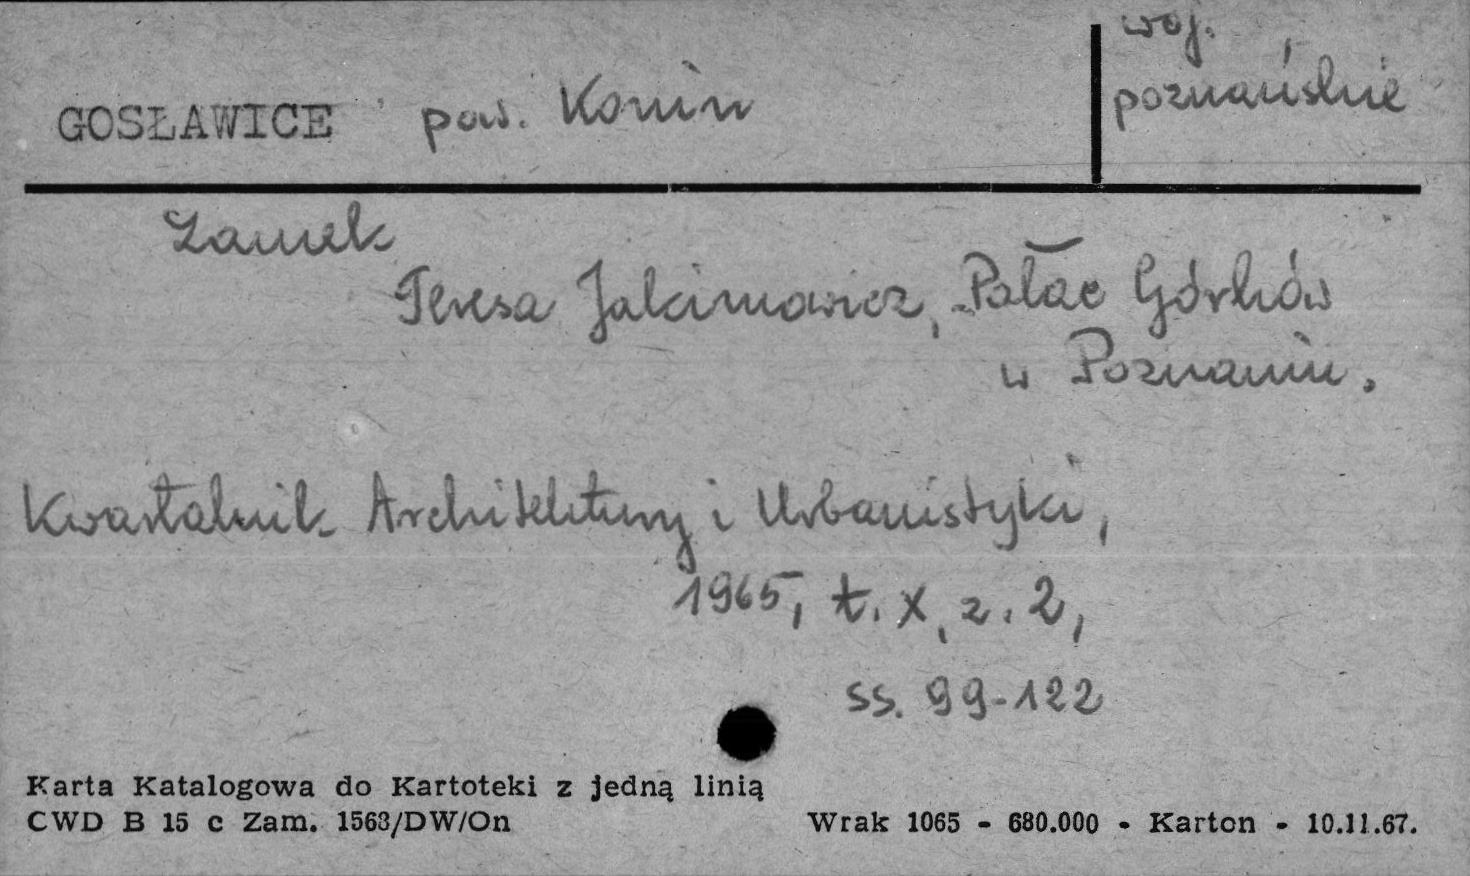 GOSŁAWICE pow. Konin
woj.
poznańskie
Zamek
Teresa Jakimowicz, Pałac Górków
w Poznaniu.
Kwartalnik Architektury i Urbanistyki,
1965, t. X, z. 2,
ss. 99-122
Karta Katalogowa do Kartoteki z jedną linią
CWD B 15 c Zam. 1563/DW/On
Wrak 1065 - 680.000 - Karton - 10.11.67.